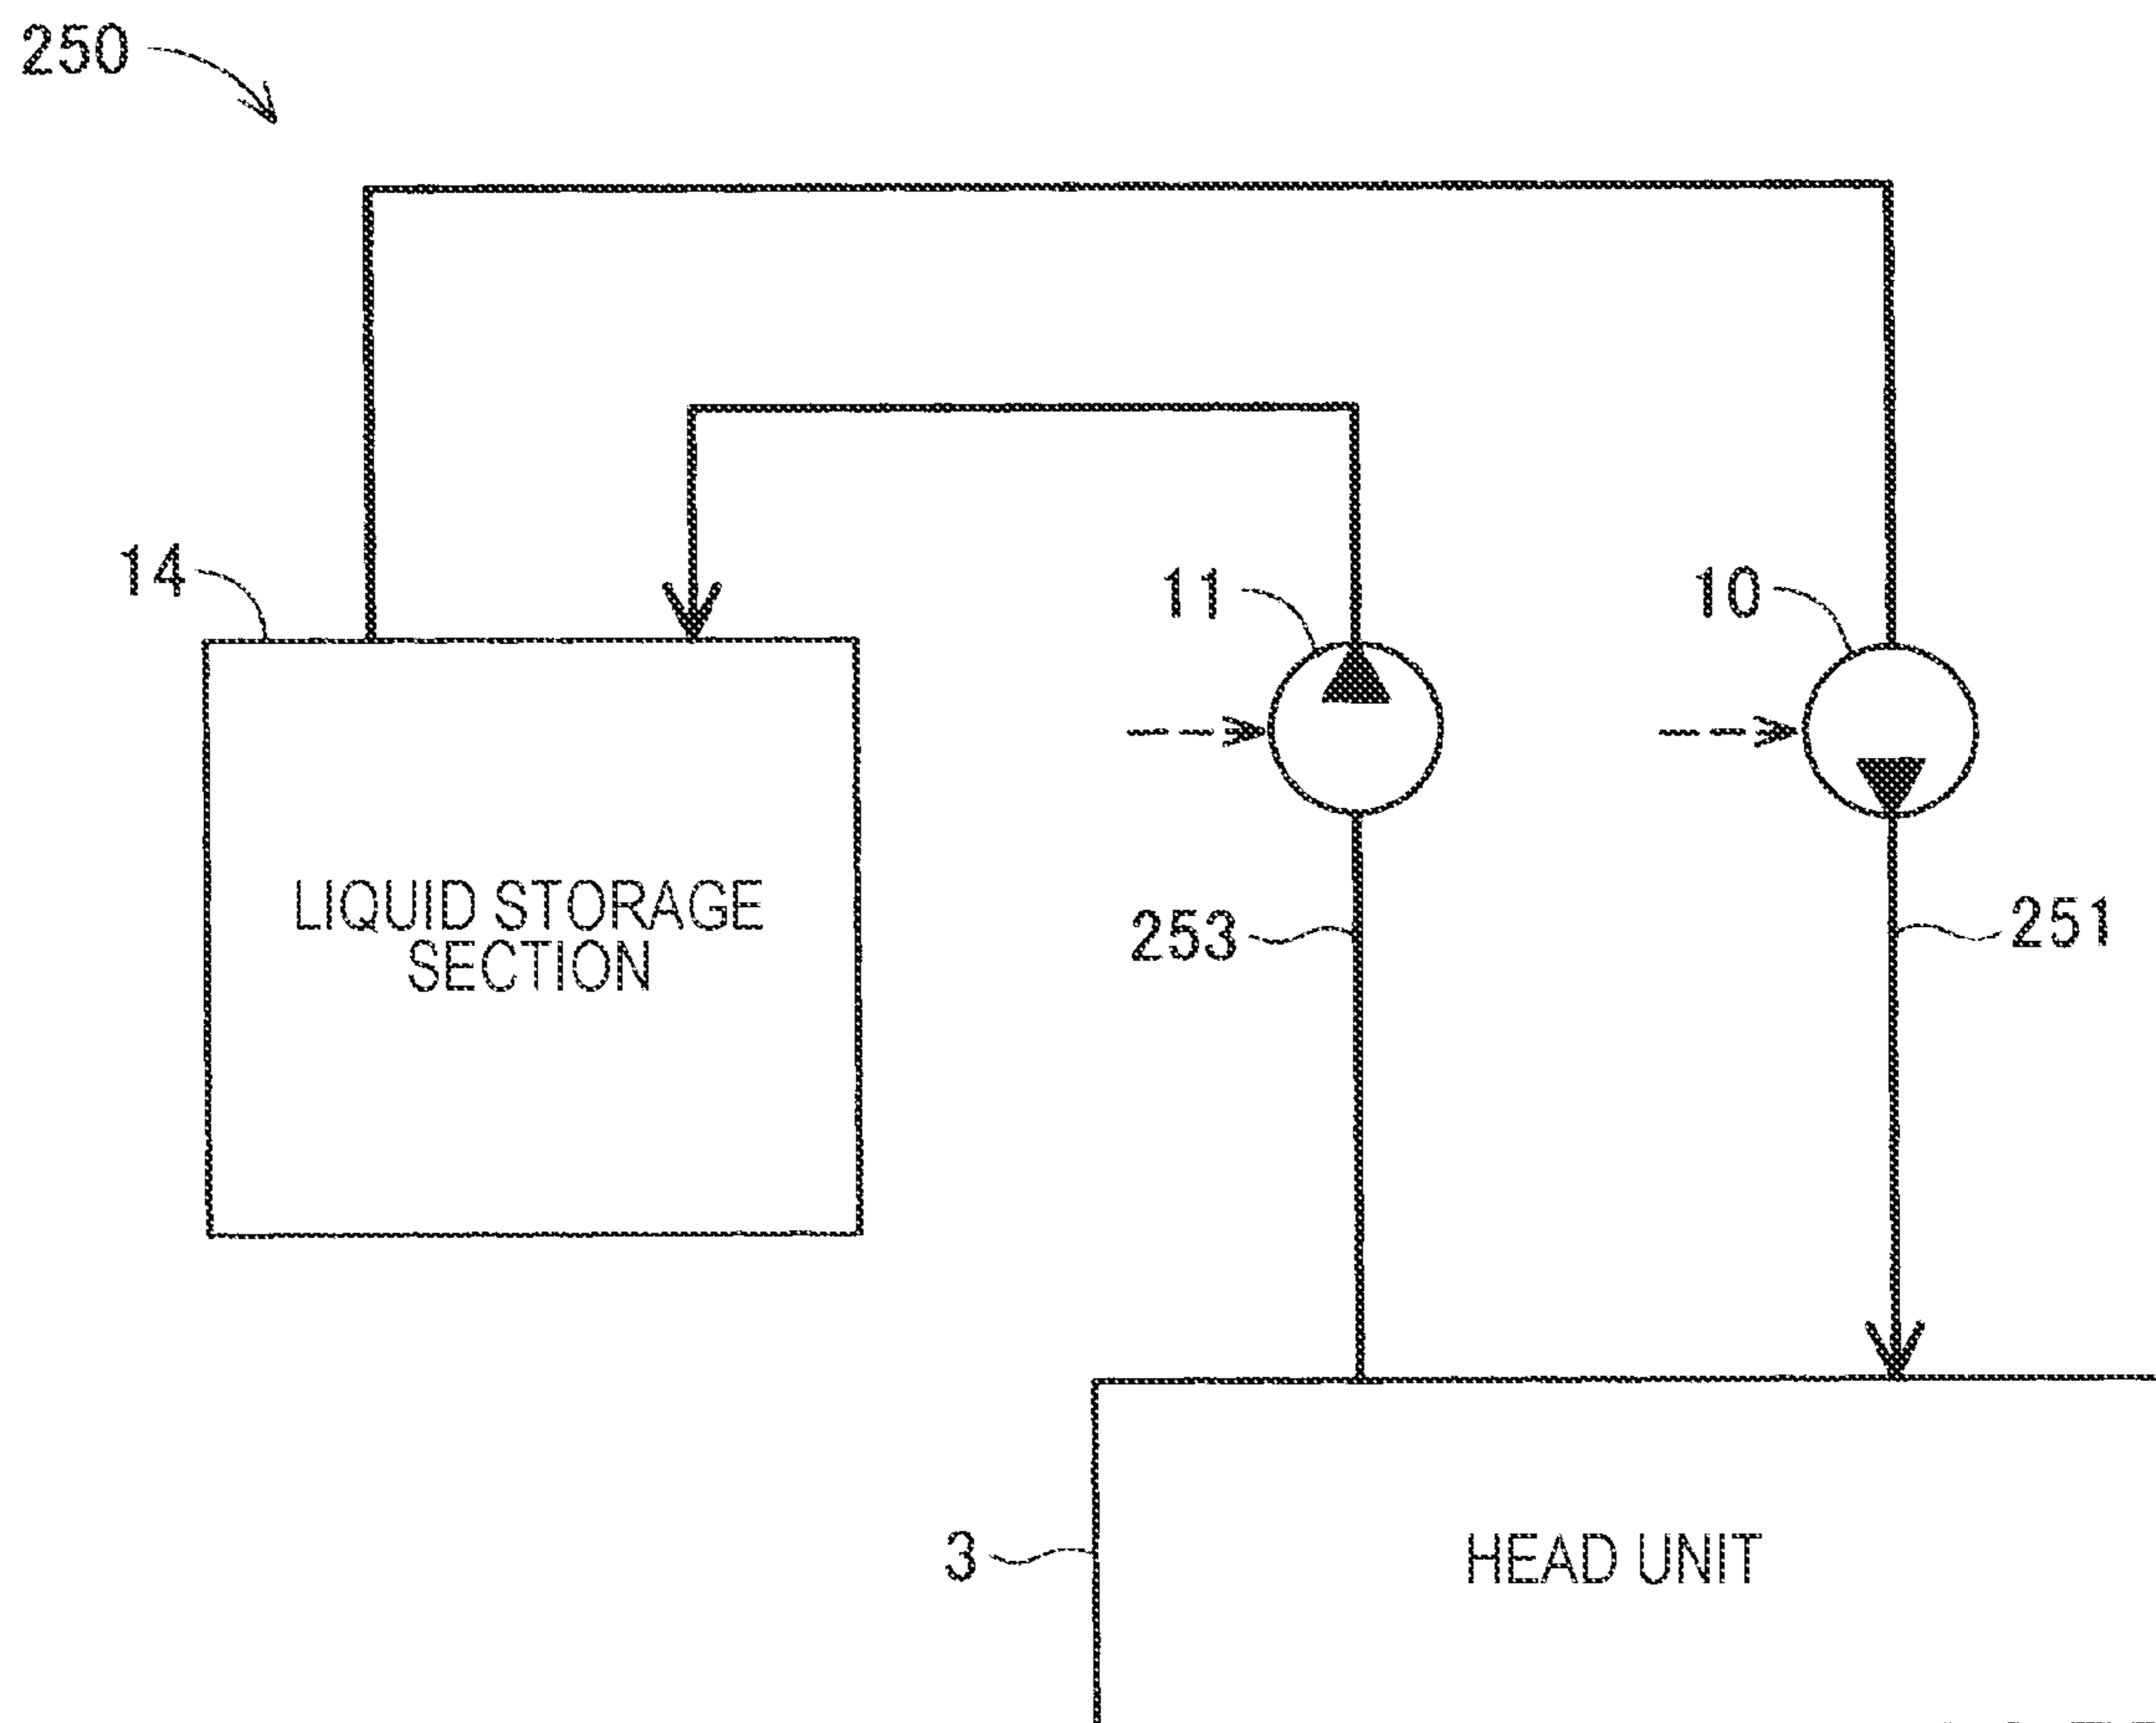 250
14
11
10
LIQUID STORAGE
SECTION
253
251
3
HEAD UNIT